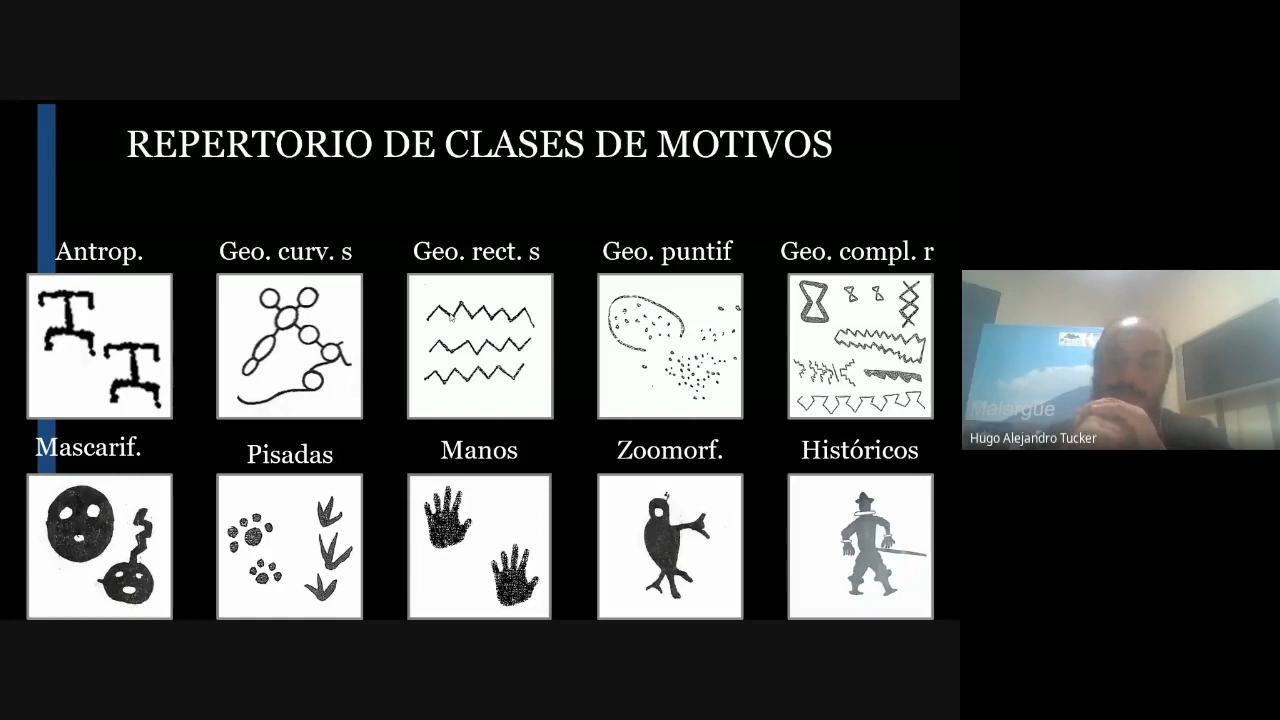 REPERTORIO DE CLASES DE MOTIVOS
Antrop.
Geo. curv. s
Geo. rect. s
Geo. puntif
Geo. compl. r
Mascarif.
Pisadas
Manos
Zoomorf.
Históricos
Malargüe
Hugo Alejandro Tucker